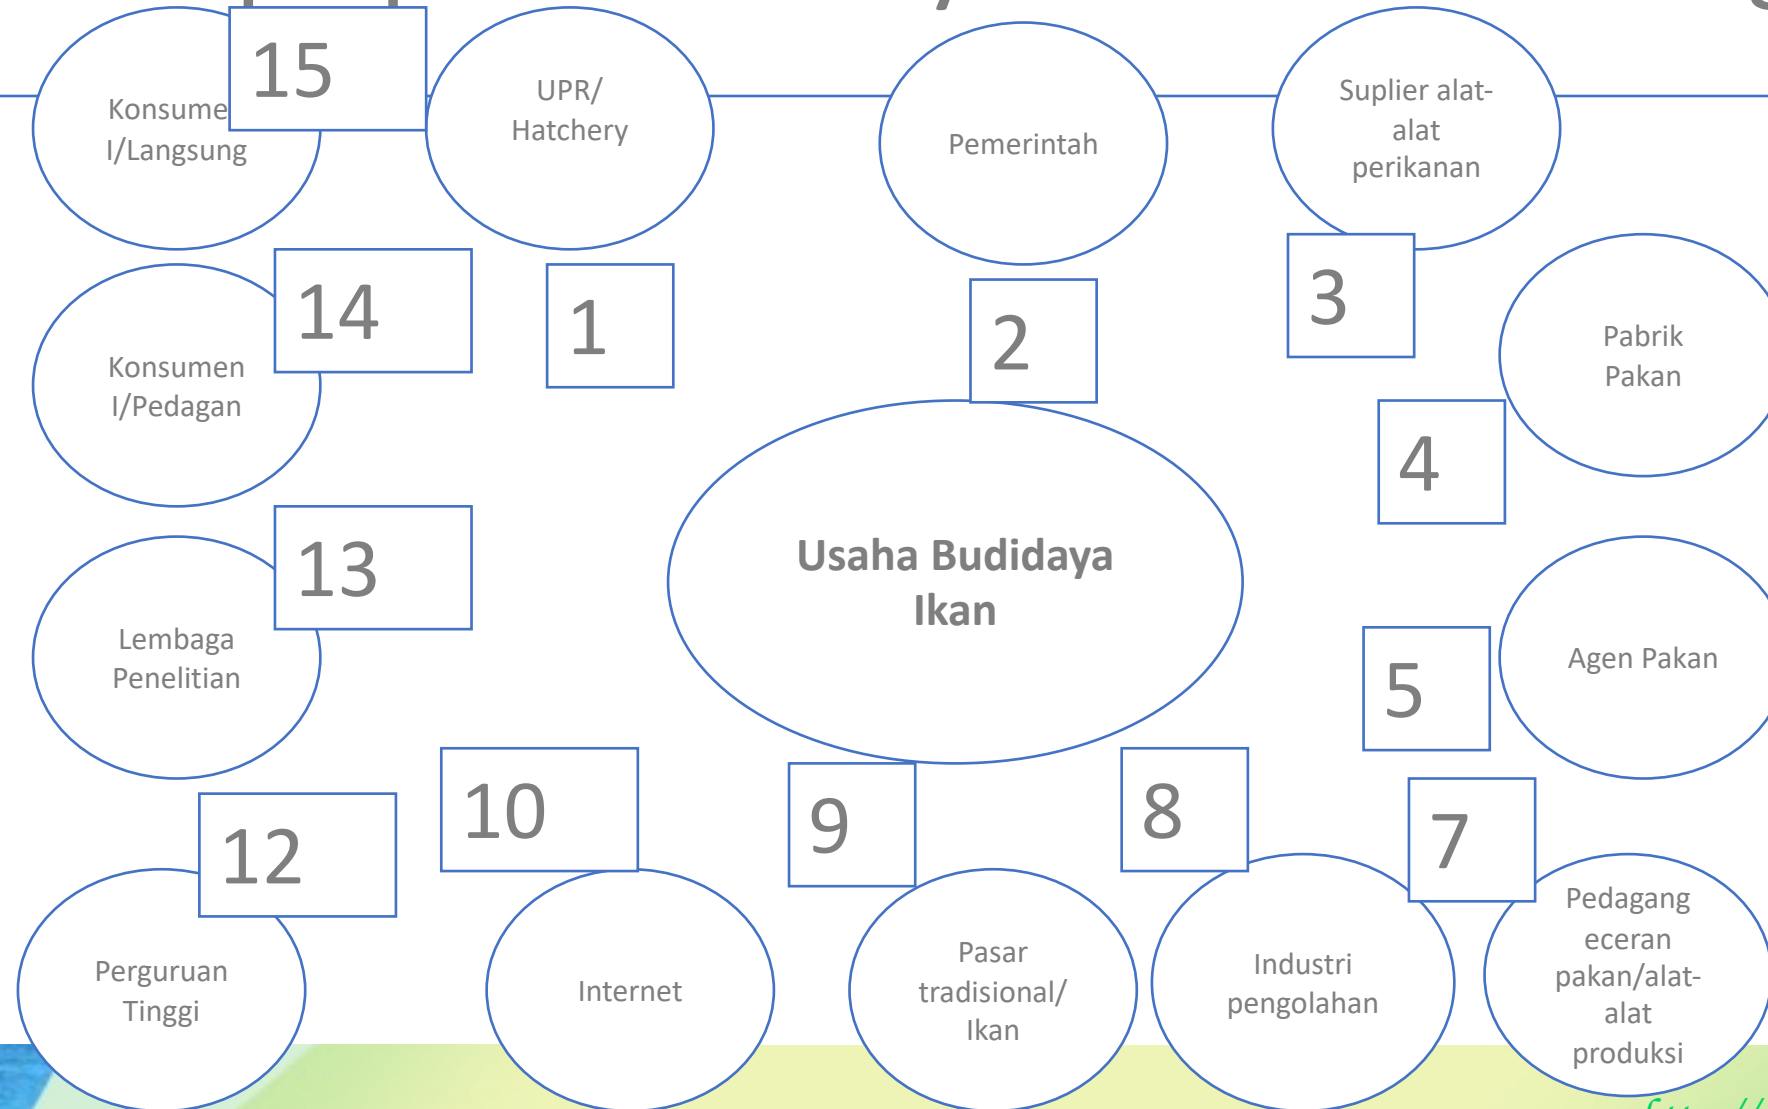 15
Konsume
I/Langsung
UPR/
Hatchery
Pemerintah
Suplier alat-
alat
perikanan
14
1
2
3
Konsumen
I/Pedagan
Pabrik
Pakan
4
13
Usaha Budidaya
Ikan
Lembaga
Penelitian
5
Agen Pakan
12
10
9
8
7
Perguruan
Tinggi
Internet
Pasar
tradisional/
Ikan
Industri
pengolahan
Pedagang
eceran
pakan/alat-
alat
produksi